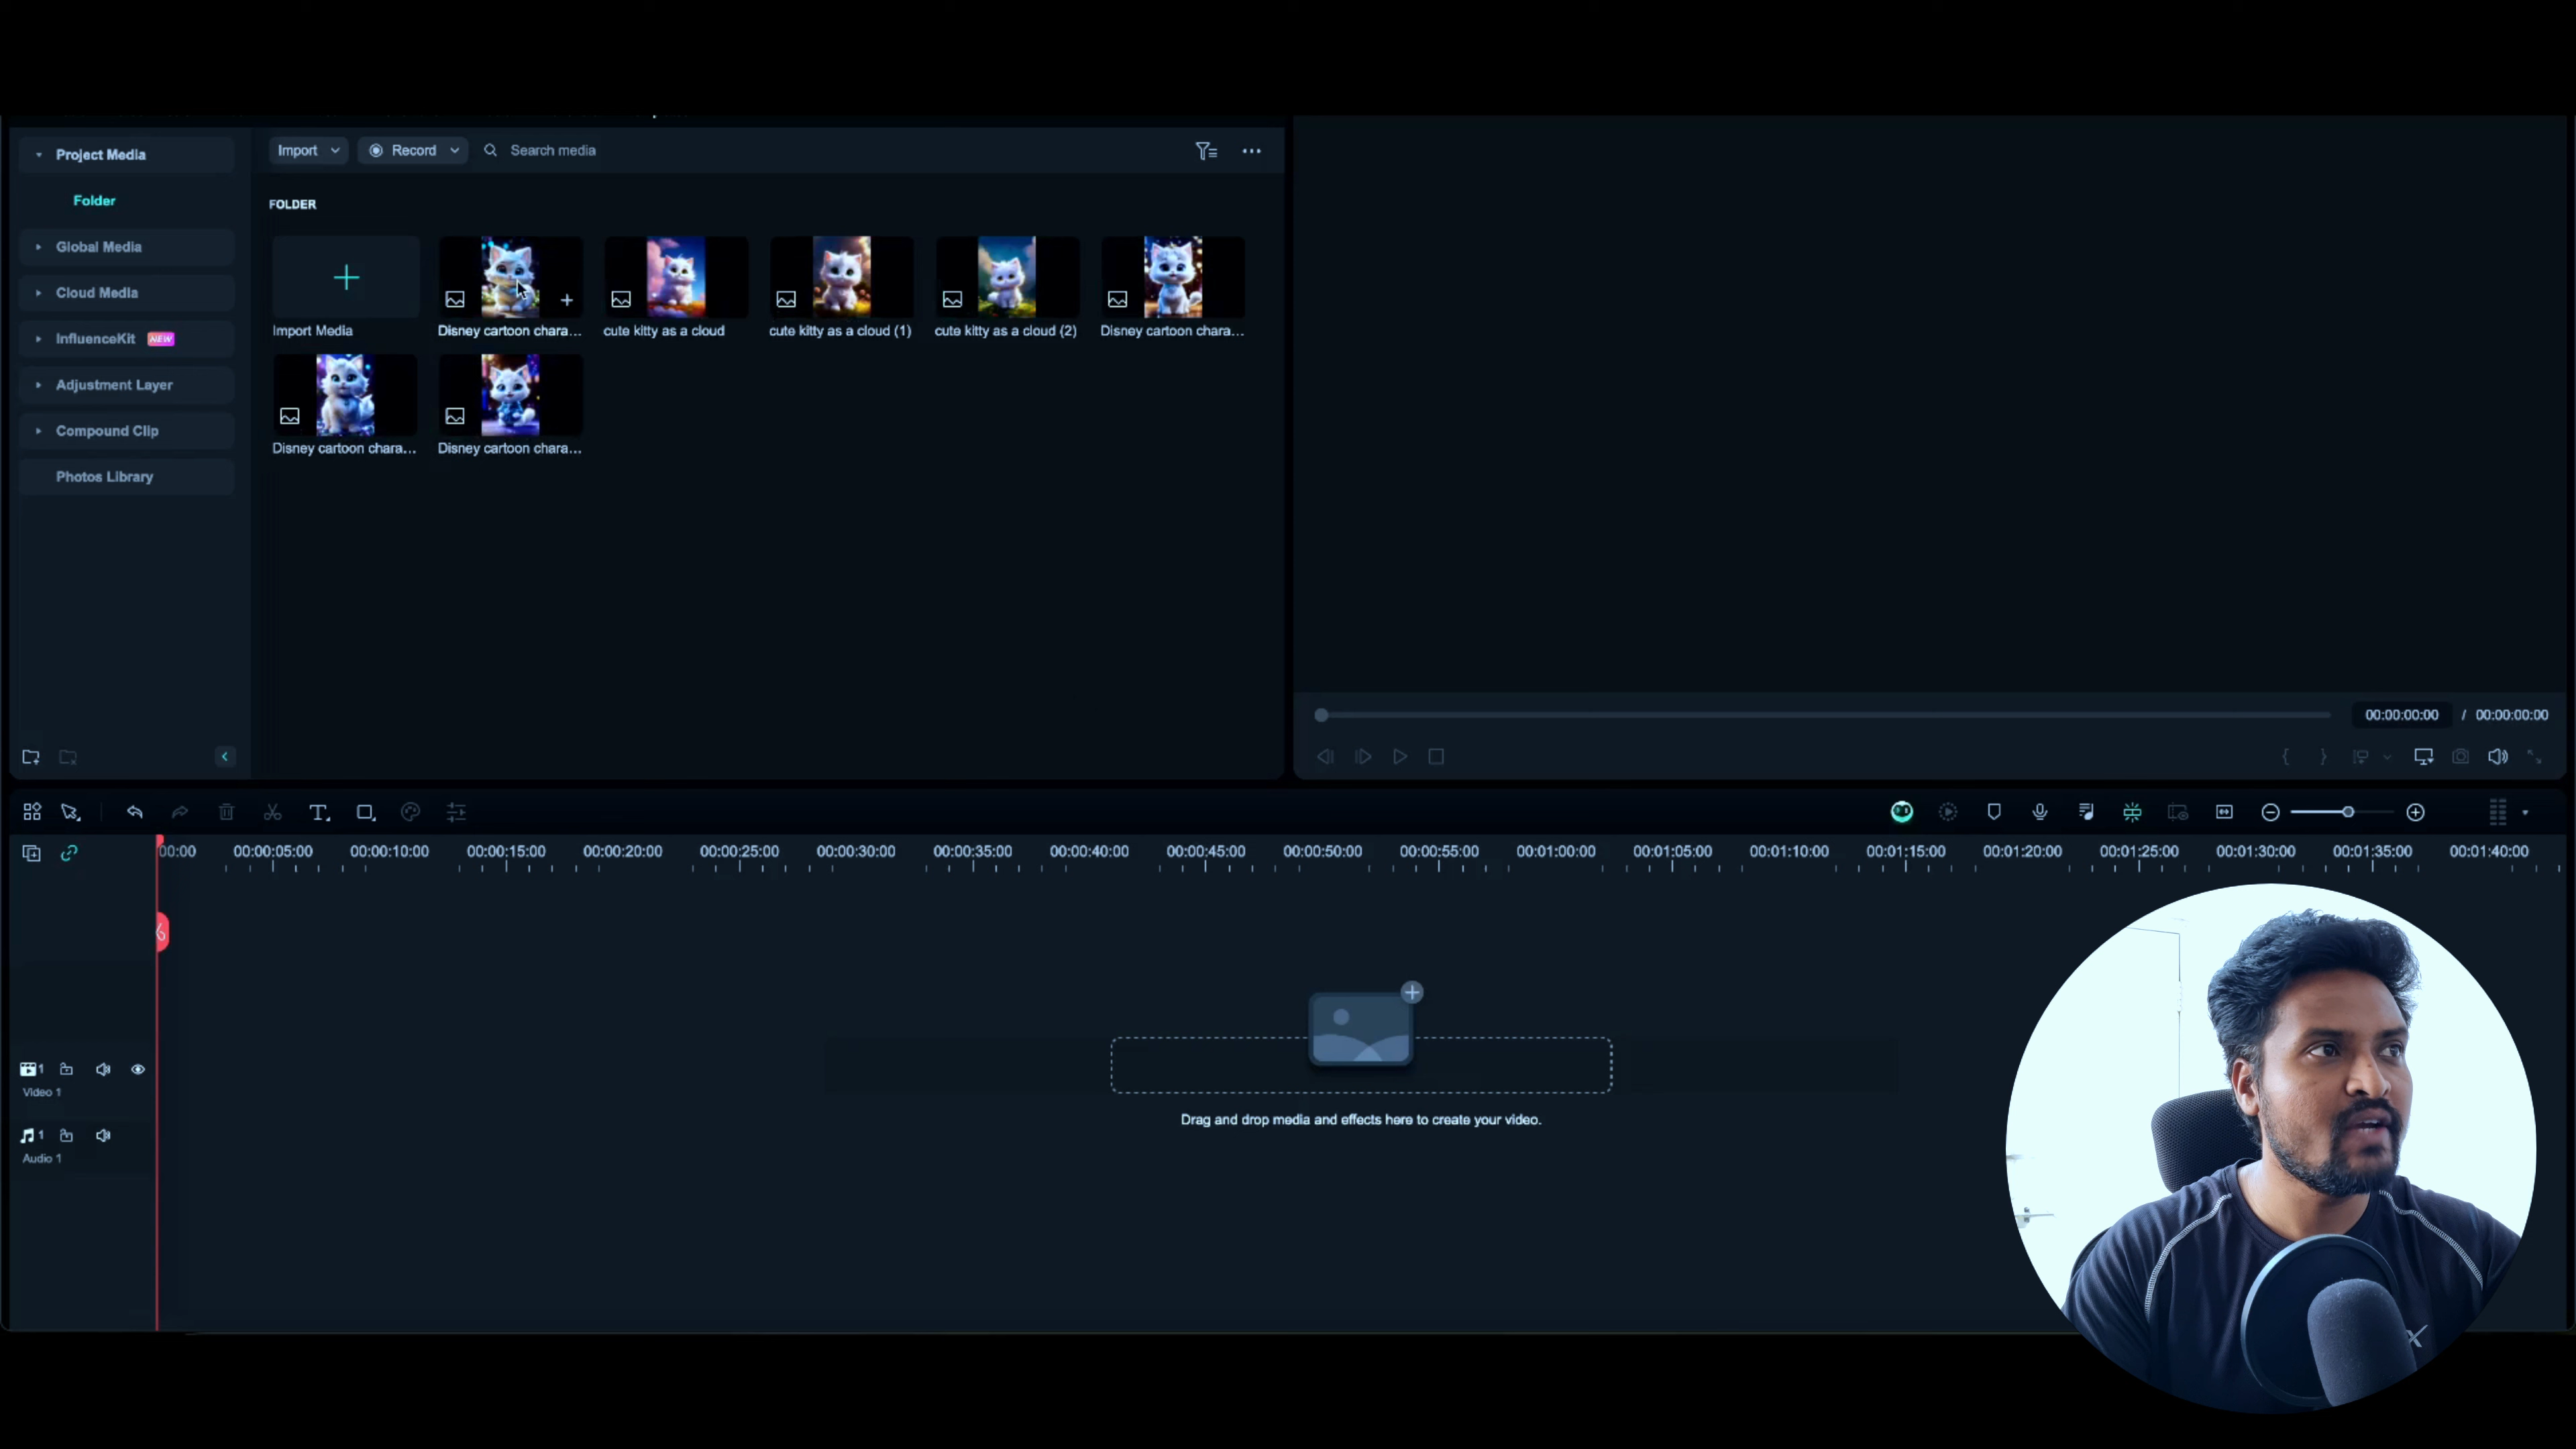 Project Media
Folder
Global Media
Cloud Media
InfluenceKit NEW
Adjustment Layer
Compound Clip
Photos Library
Import
Record
Search media
FOLDER
Import Media
Disney cartoon chara...
cute kitty as a cloud
cute kitty as a cloud (1)
cute kitty as a cloud (2)
Disney cartoon chara...
Disney cartoon chara...
Disney cartoon chara...
00:00:00:00 / 00:00:00:00
00:00 00:00:05:00 00:00:10:00 00:00:15:00 00:00:20:00 00:00:25:00 00:00:30:00 00:00:35:00 00:00:40:00 00:00:45:00 00:00:50:00 00:00:55:00 00:01:00:00 00:01:05:00 00:01:10:00 00:01:15:00 00:01:20:00 00:01:25:00 00:01:30:00 00:01:35:00 00:01:40:00
1
Video 1
1
Audio 1
Drag and drop media and effects here to create your video.
X